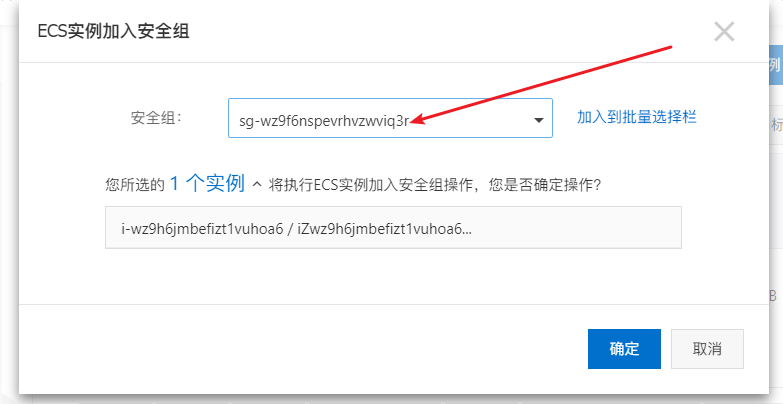 ECS实例加入安全组
例
安全组：
sg-wz9f6nspevrhvzwviq3r
加入到批量选择栏
标
您所选的 1 个实例 将执行ECS实例加入安全组操作，您是否确定操作？
i-wz9h6jmbefizt1vuhoa6 / iZwz9h6jmbefizt1vuhoa6...
B
确定
取消